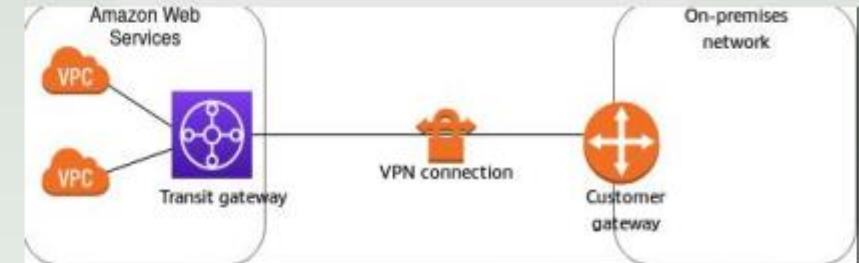 Amazon Web
Services
On-premises
network
VPC
VPC
Transit gateway
VPN connection
Customer
gateway